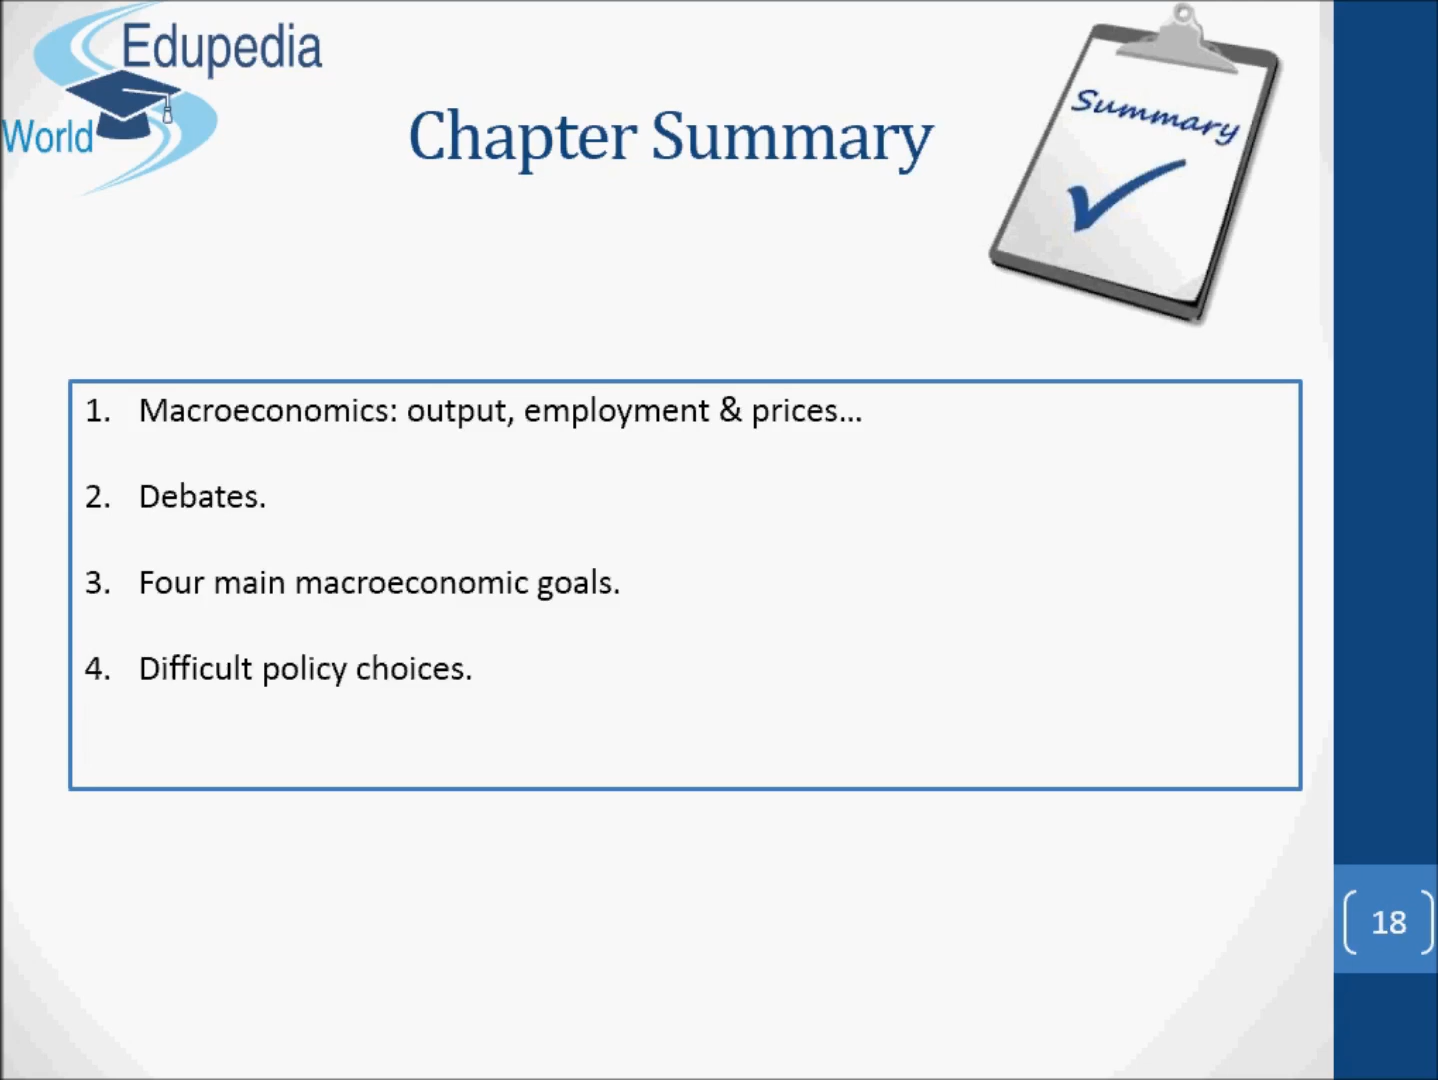 Edupedia
World
Chapter Summary
Summary
1. Macroeconomics: output, employment & prices...
2. Debates.
3. Four main macroeconomic goals.
4. Difficult policy choices.
18